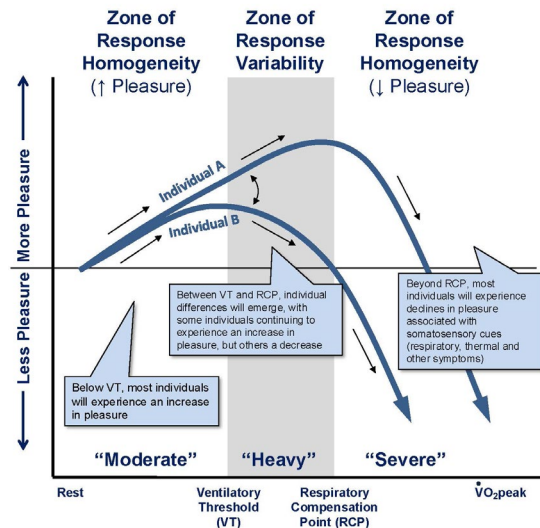 Zone of
Response
Homogeneity
(↑ Pleasure)
Zone of
Response
Variability
Zone of
Response
Homogeneity
(↓ Pleasure)
Less Pleasure
More Pleasure
Individual A
Individual B
Between VT and RCP, individual
differences will emerge, with
some individuals continuing to
experience an increase in
pleasure, but others a decrease
Beyond RCP, most
individuals will experience
declines in pleasure
associated with
somatosensory cues
(respiratory, thermal and
other symptoms)
Below VT, most individuals
will experience an increase
in pleasure
“Moderate”
“Heavy”
“Severe”
Rest
Ventilatory
Threshold
(VT)
Respiratory
Compensation
Point (RCP)
V̇O₂peak